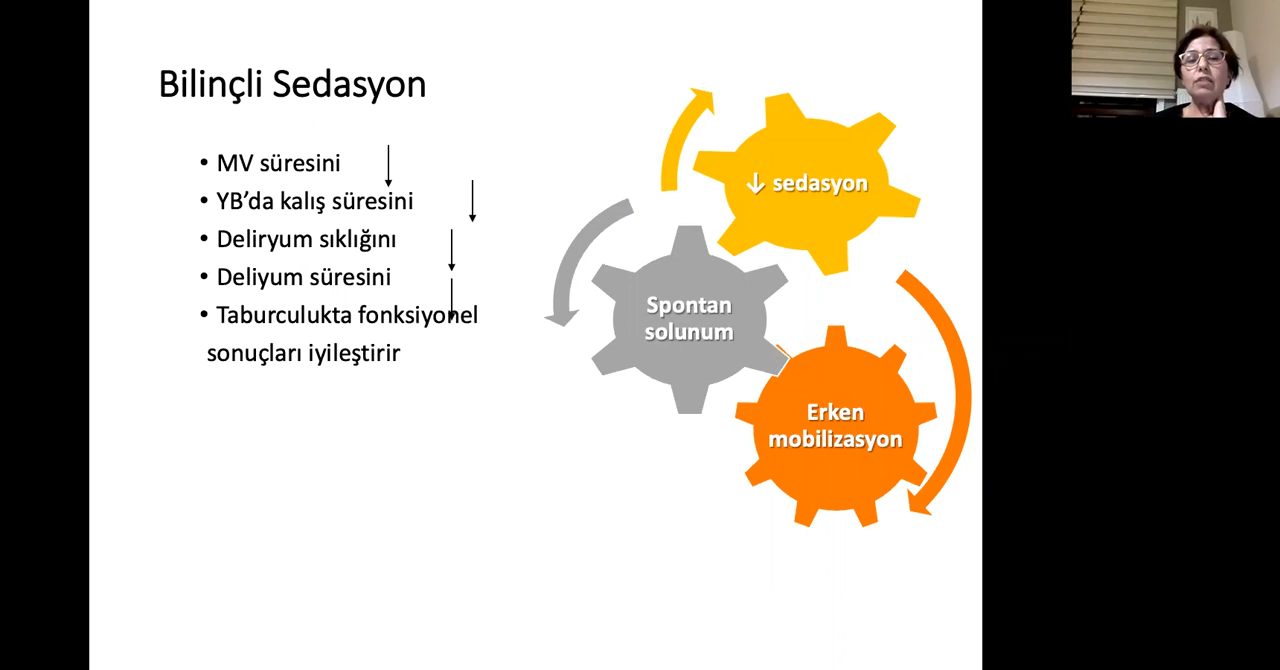 Bilinçli Sedasyon
• MV süresini
• YB’da kalış süresini
• Deliryum sıklığını
• Deliyum süresini
• Taburculukta fonksiyonel
sonuçları iyileştirir
↓ sedasyon
Spontan
solunum
Erken
mobilizasyon